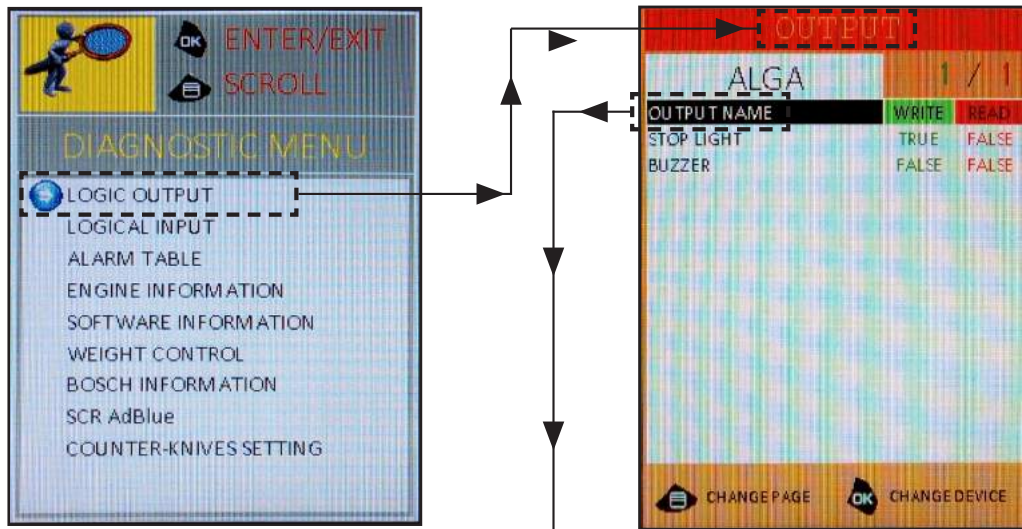 OK ENTER/EXIT
SCROLL
DIAGNOSTIC MENU
LOGIC OUTPUT
LOGICAL INPUT
ALARM TABLE
ENGINE INFORMATION
SOFTWARE INFORMATION
WEIGHT CONTROL
BOSCH INFORMATION
SCR AdBlue
COUNTER-KNIVES SETTING
OUTPUT
ALGA 1 / 1
OUTPUT NAME WRITE READ
STOP LIGHT TRUE FALSE
BUZZER FALSE FALSE
CHANGE PAGE OK CHANGE DEVICE